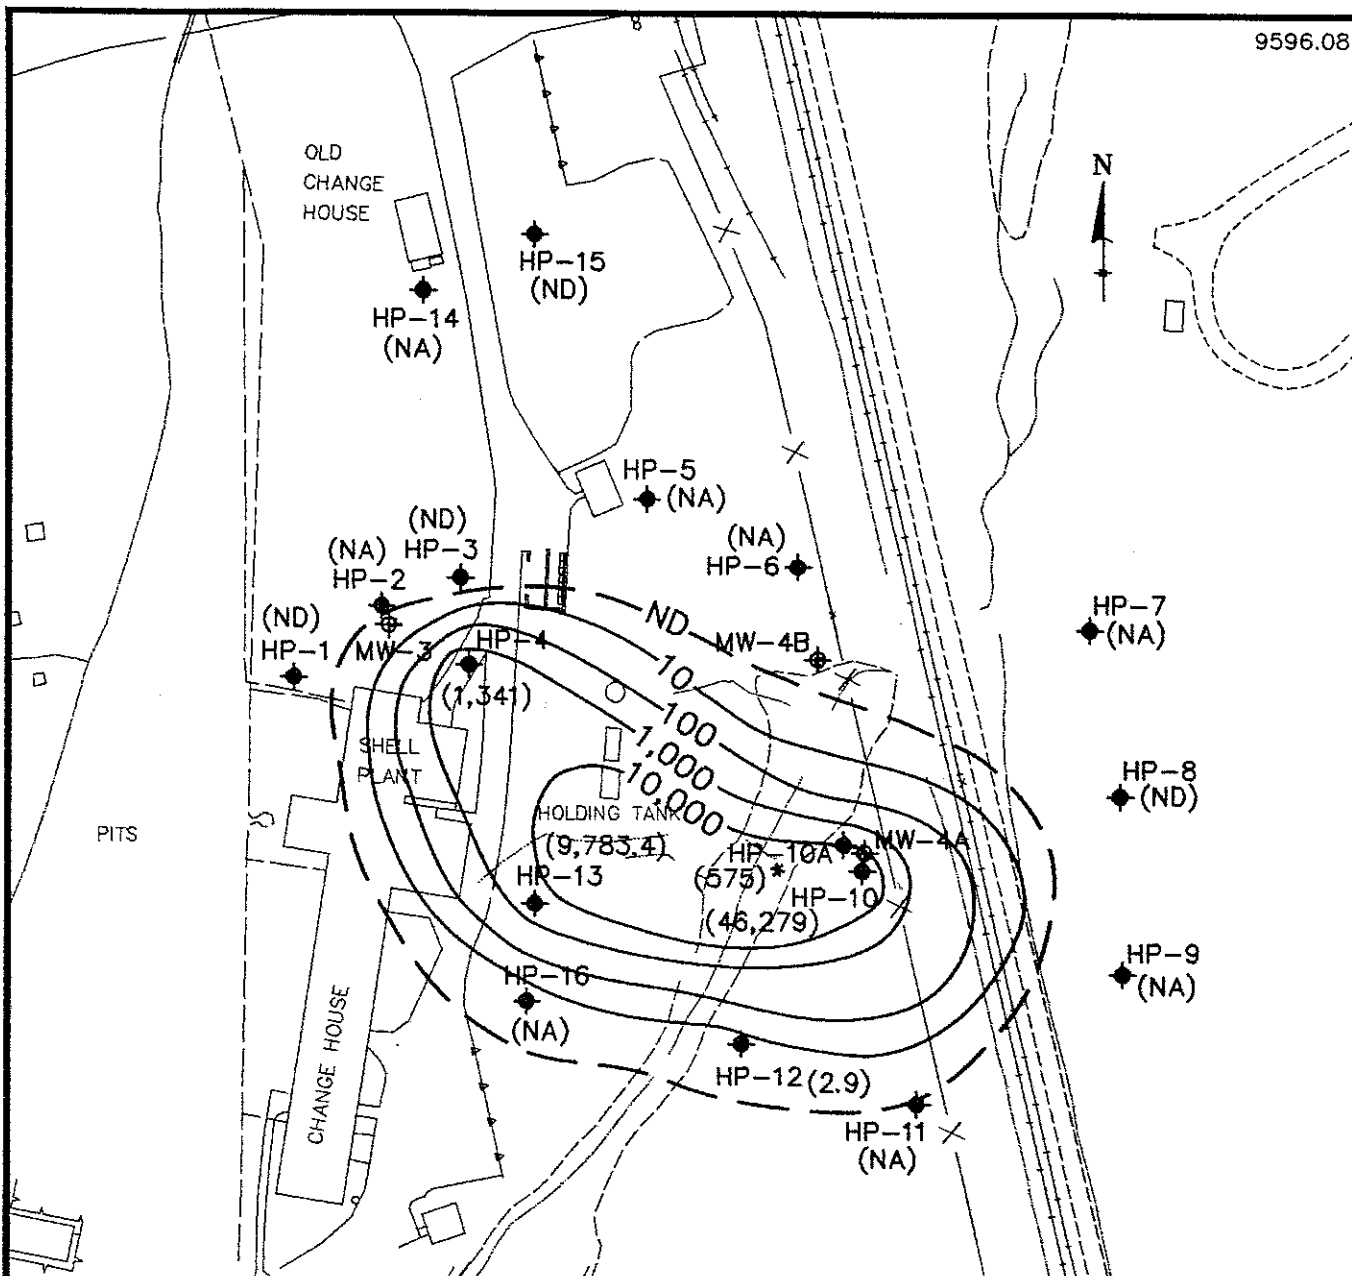 9596.08
OLD
CHANGE
HOUSE
N
HP-15
(ND)
HP-14
(NA)
HP-5
(NA)
(ND)
HP-3
(NA)
HP-2
(NA)
HP-6
(ND)
HP-1
MW-3
HP-4
(1,341)
ND
MW-4B
HP-7
(NA)
10
100
1,000
10,000
SHELL
PLANT
HP-8
(ND)
PITS
HOLDING TANK
(9,783.4)
HP-13
HP-10A
(575)*
MW-4A
HP-10
(46,279)
HP-9
(NA)
HP-16
(NA)
CHANGE HOUSE
HP-12 (2.9)
HP-11
(NA)